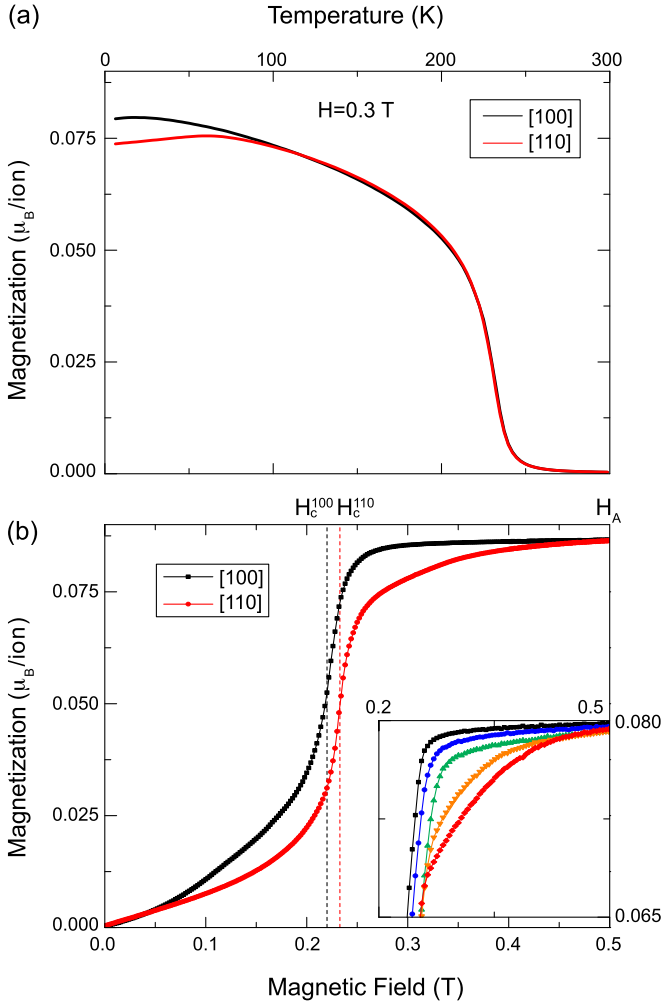 (a)
Temperature (K)
0 100 200 300
H=0.3 T
[100]
[110]
0.075
0.050
0.025
0.000
Magnetization (μB/ion)
(b)
Hc100 Hc110 HA
[100]
[110]
0.075
0.050
0.025
0.000
Magnetization (μB/ion)
0.2 0.5
0.080
0.065
0.0 0.1 0.2 0.3 0.4 0.5
Magnetic Field (T)